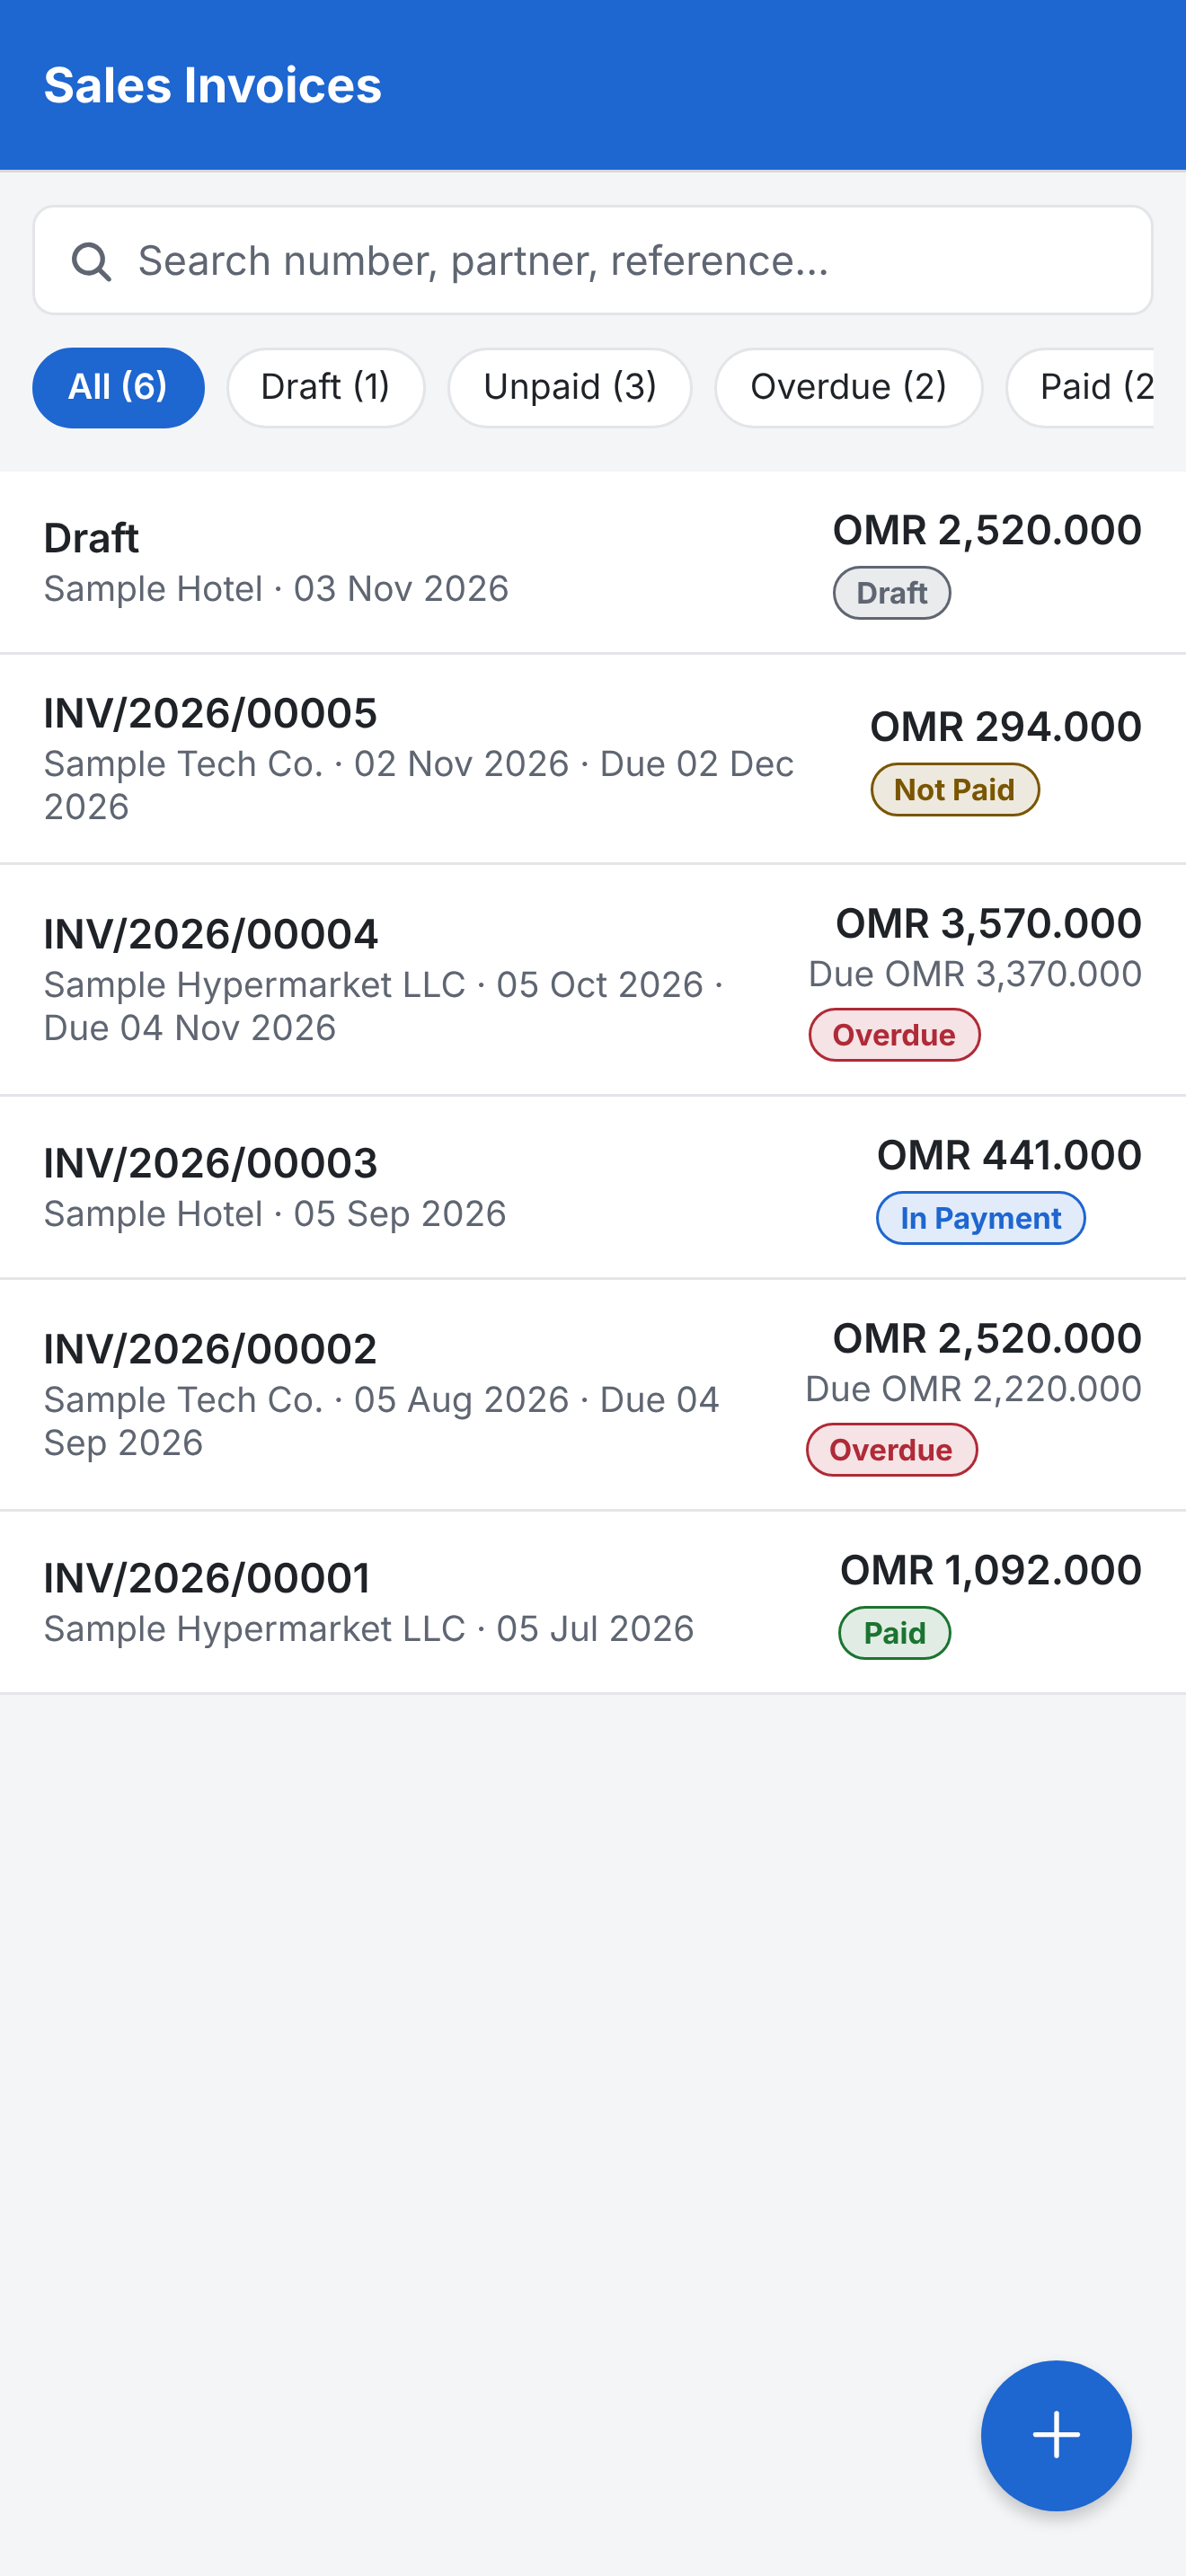 Sales Invoices
Search number, partner, reference...
All (6)
Draft (1)
Unpaid (3)
Overdue (2)
Paid (2
Draft
Sample Hotel · 03 Nov 2026
OMR 2,520.000
Draft
INV/2026/00005
Sample Tech Co. · 02 Nov 2026 · Due 02 Dec
2026
OMR 294.000
Not Paid
INV/2026/00004
Sample Hypermarket LLC · 05 Oct 2026 ·
Due 04 Nov 2026
OMR 3,570.000
Due OMR 3,370.000
Overdue
INV/2026/00003
Sample Hotel · 05 Sep 2026
OMR 441.000
In Payment
INV/2026/00002
Sample Tech Co. · 05 Aug 2026 · Due 04
Sep 2026
OMR 2,520.000
Due OMR 2,220.000
Overdue
INV/2026/00001
Sample Hypermarket LLC · 05 Jul 2026
OMR 1,092.000
Paid